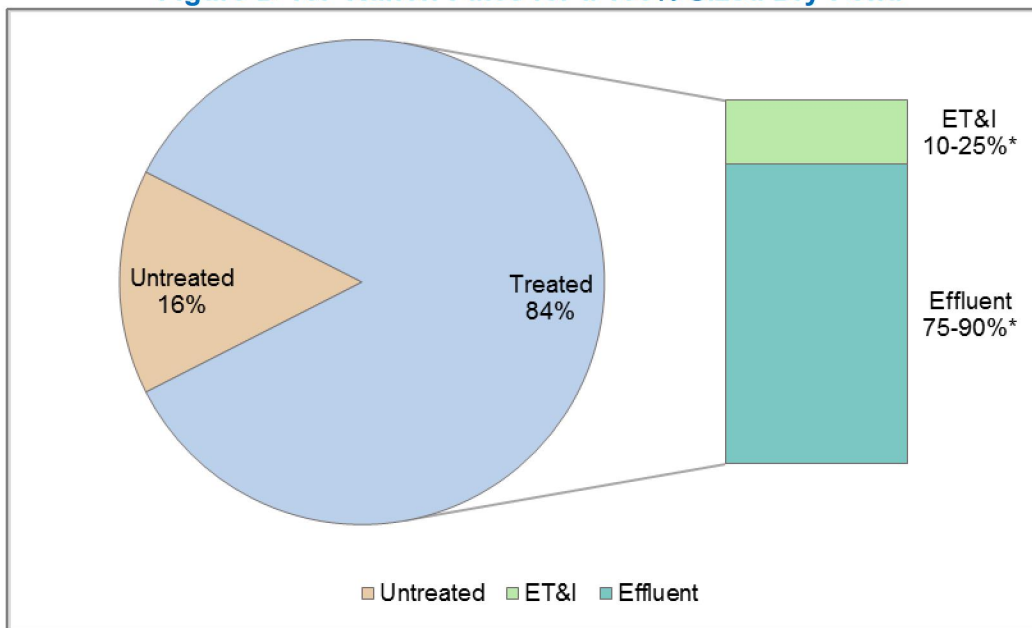 ET&I
10-25%*
Untreated
16%
Treated
84%
Effluent
75-90%*
Untreated ET&I Effluent